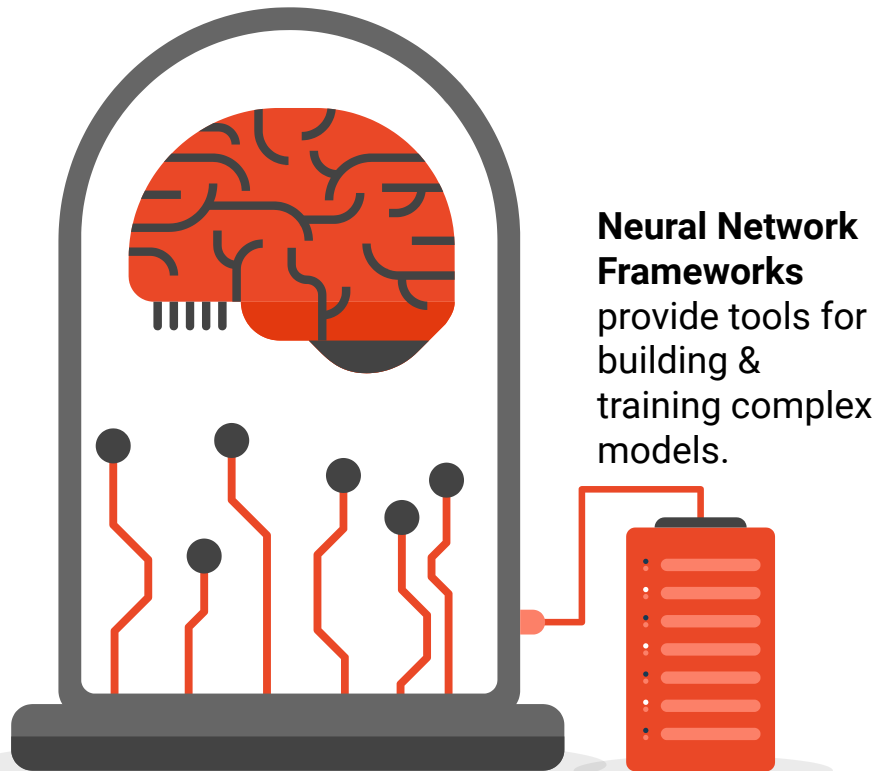 Neural Network
Frameworks
provide tools for
building &
training complex
models.